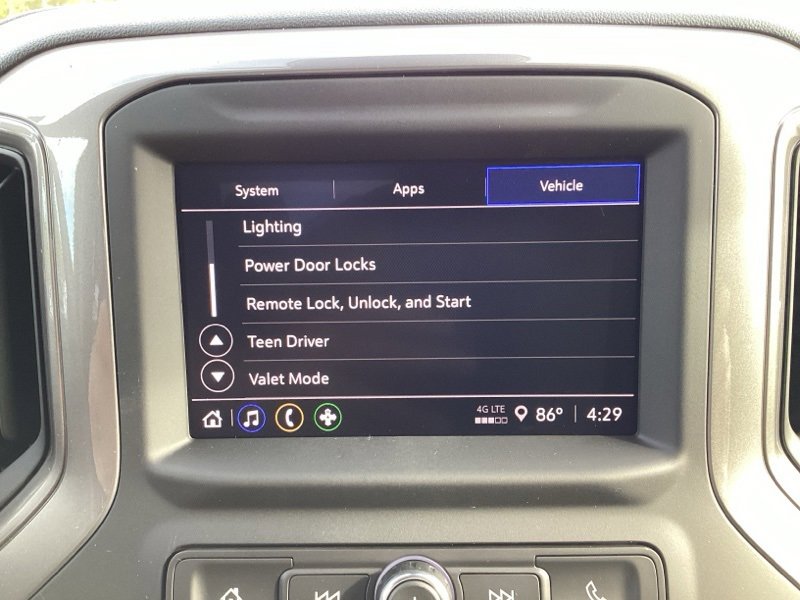 System Apps Vehicle
Lighting
Power Door Locks
Remote Lock, Unlock, and Start
Teen Driver
Valet Mode
4G LTE 86° 4:29